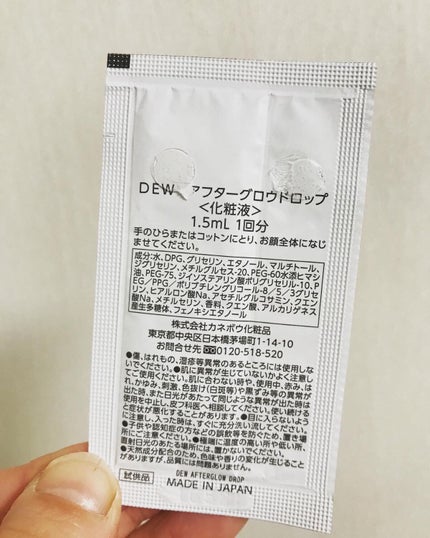 DEW アフターグロウドロップ
<化粧液>
1.5mL 1回分
手のひらまたはコットンにとり、お顔全体になじ
ませてください。
成分:水、DPG、グリセリン、エタノール、マルチトール、
ジグリセリン、メチルグルセス-20、PEG-60水添ヒマシ
油、PEG-75、ジイソステアリン酸ポリグリセリル-10、P
EG/PPG/ポリブチレングリコール-8/5/3グリセ
リン、ヒアルロン酸Na、アセチルグルコサミン、クエン
酸Na、メチルセリン、香料、クエン酸、アルカリゲネス
産生多糖体、フェノキシエタノール
株式会社カネボウ化粧品
東京都中央区日本橋茅場町1-14-10
お問合せ先 0120-518-520
●傷、はれもの、湿疹等異常のあるところには使用しな
いでください。●肌に異常が生じていないかよく注意し
てご使用ください。肌に合わない時や、使用中、赤み、は
れ、かゆみ、刺激、色抜け(白斑等)や黒ずみ等の異常が
出た時、また日光があたって同じような異常が出た時は
使用を中止し、皮フ科医へ相談してください。使い続ける
と症状が悪化することがあります。●目に入らないよう
に注意し、入った時は、すぐに充分洗い流してください。
●子供や認知症の方などの誤飲等を防ぐため、置き場
所にご注意ください。●極端に温度の高い所や低い所、
直射日光のあたる場所には、置かないでください。
●天然成分配合のため、色味や香りの変化が生じること
がありますが、品質には問題ありません。
試供品
DEW AFTERGLOW DROP
MADE IN JAPAN